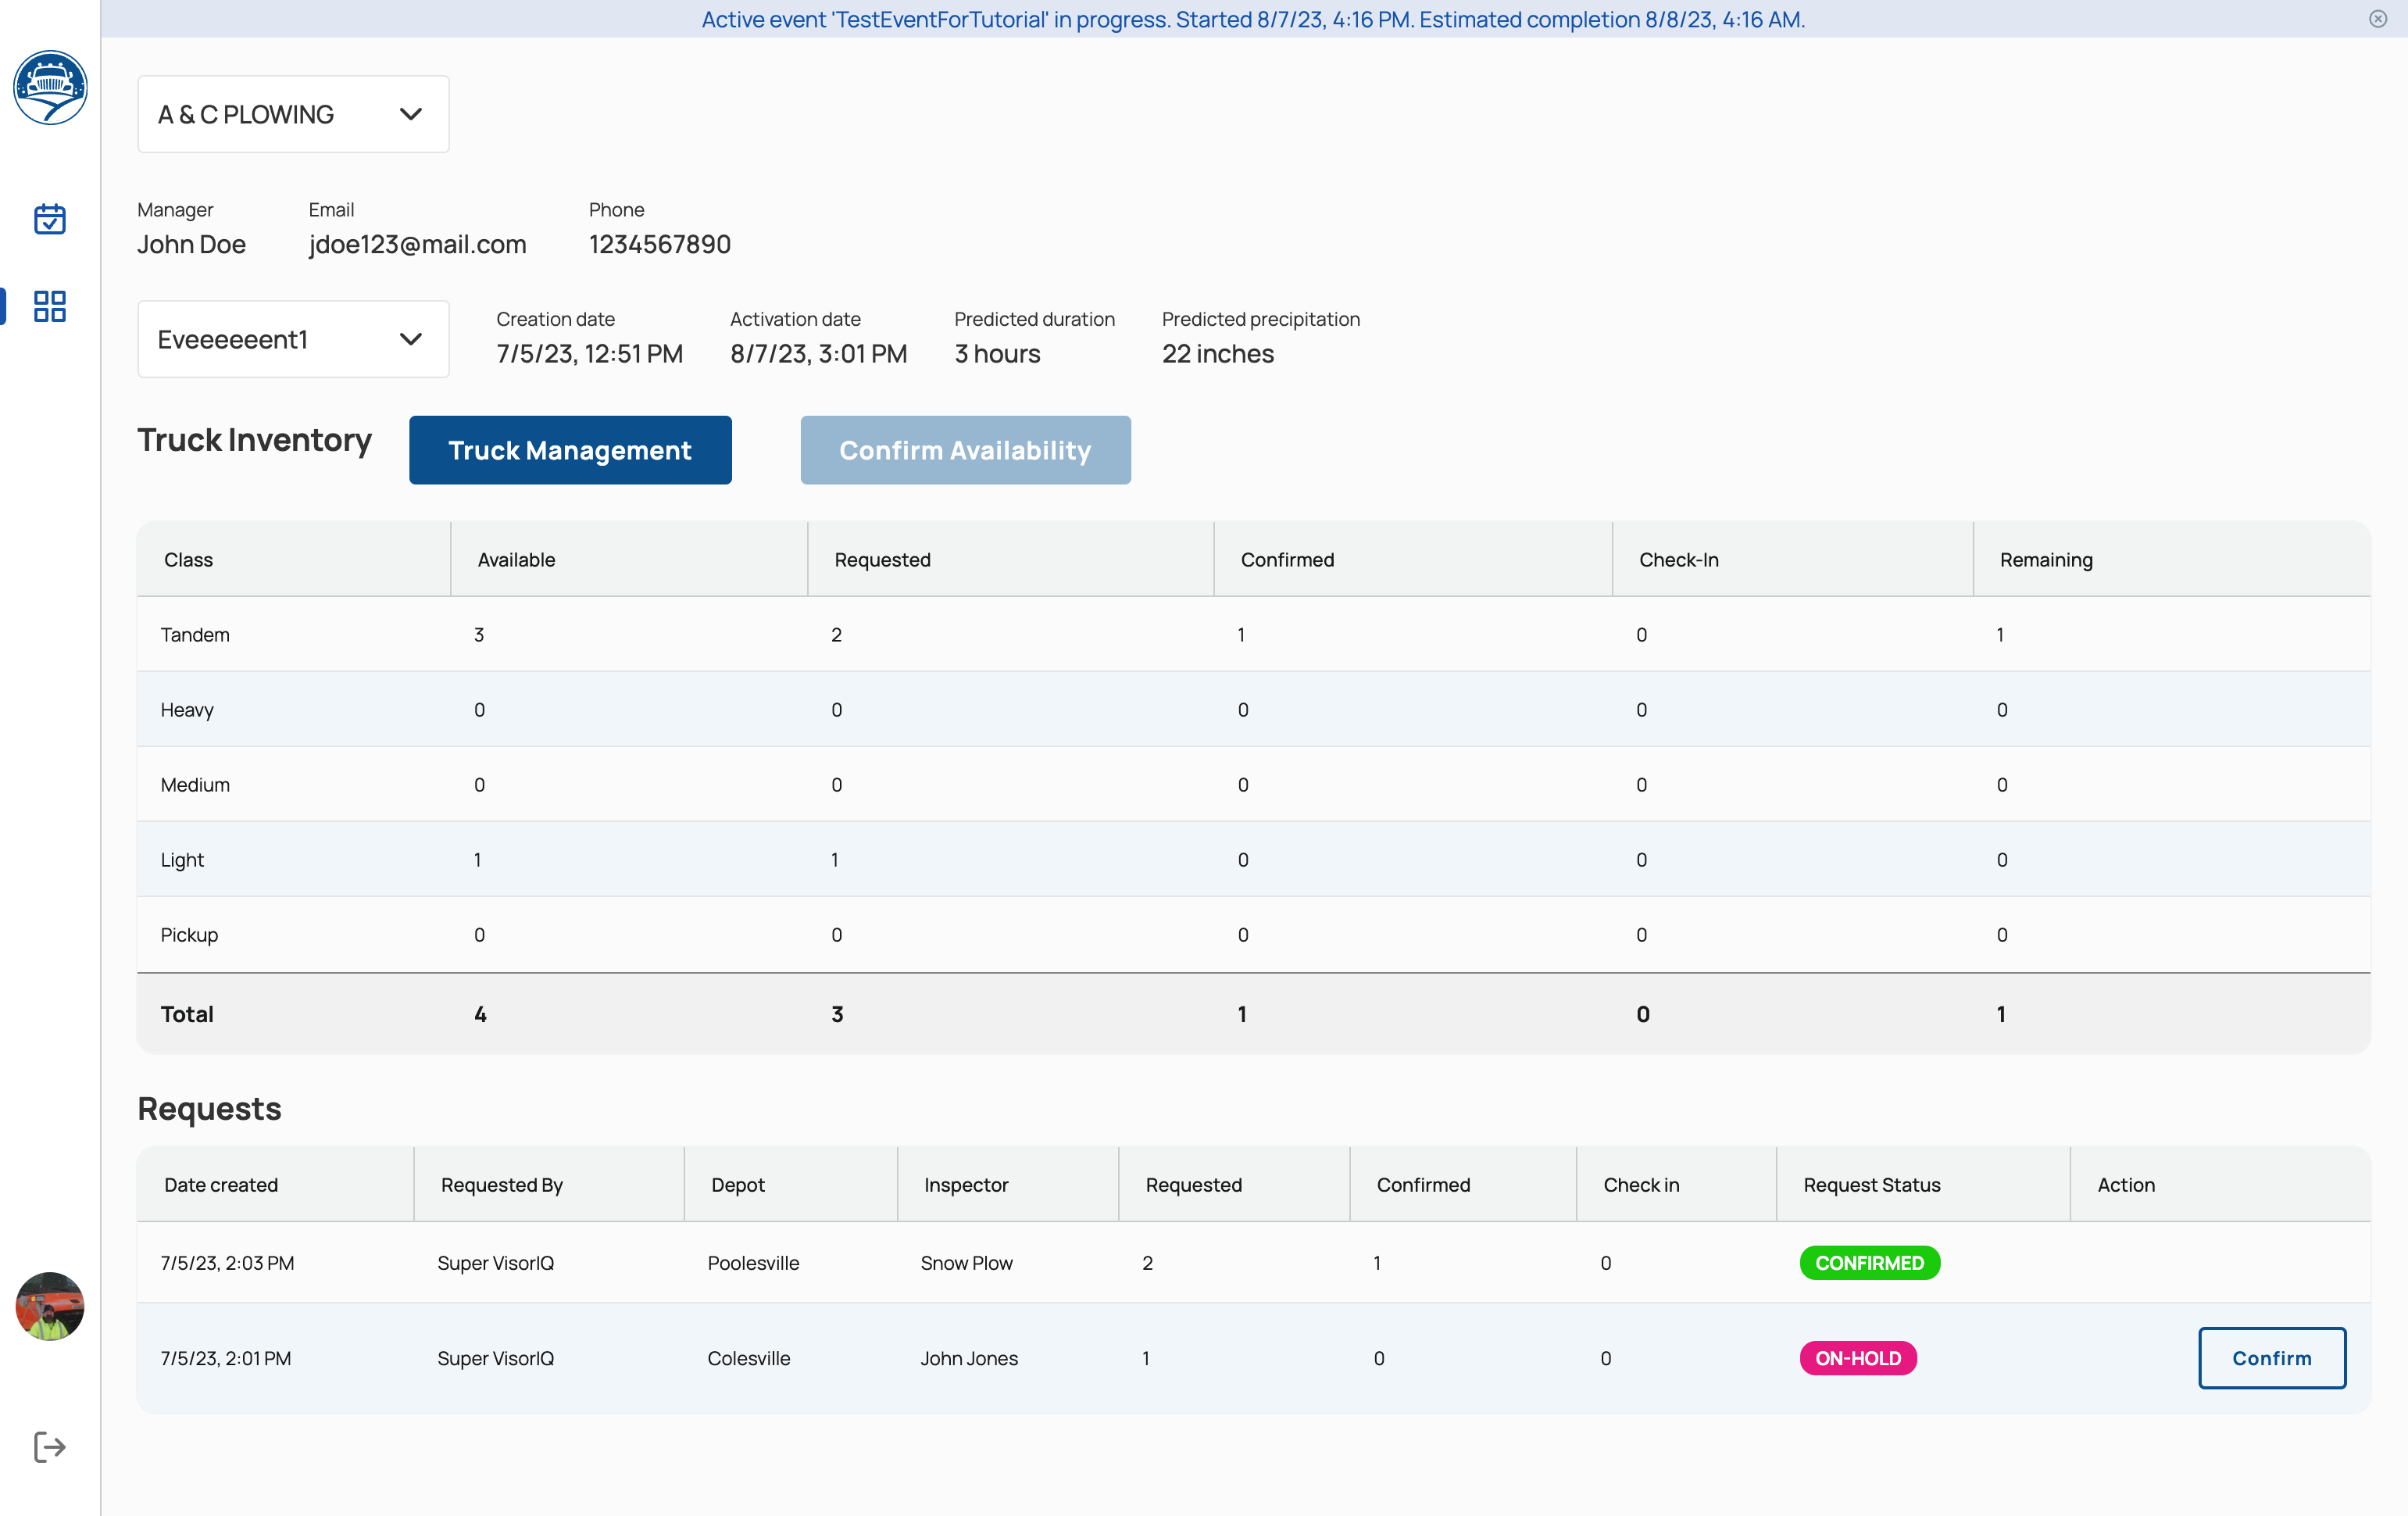 Active event 'TestEventForTutorial' in progress. Started 8/7/23, 4:16 PM. Estimated completion 8/8/23, 4:16 AM.
A & C PLOWING
Manager Email Phone
John Doe jdoe123@mail.com 1234567890
Eveeeeeent1
Creation date Activation date Predicted duration Predicted precipitation
7/5/23, 12:51 PM 8/7/23, 3:01 PM 3 hours 22 inches
Truck Inventory Truck Management Confirm Availability
Class Available Requested Confirmed Check-In Remaining
Tandem 3 2 1 0 1
Heavy 0 0 0 0 0
Medium 0 0 0 0 0
Light 1 1 0 0 0
Pickup 0 0 0 0 0
Total 4 3 1 0 1
Requests
Date created Requested By Depot Inspector Requested Confirmed Check in Request Status Action
7/5/23, 2:03 PM Super VisorIQ Poolesville Snow Plow 2 1 0 CONFIRMED
7/5/23, 2:01 PM Super VisorIQ Colesville John Jones 1 0 0 ON-HOLD Confirm